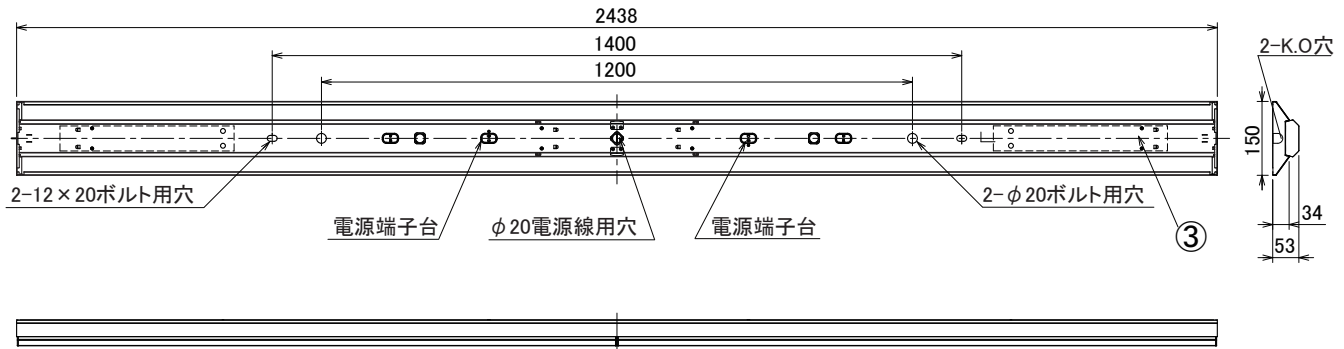 2438
1400
1200
2-K.O穴
150
34
53
2-12×20ボルト用穴
電源端子台
φ20電源線用穴
電源端子台
2-φ20ボルト用穴
③